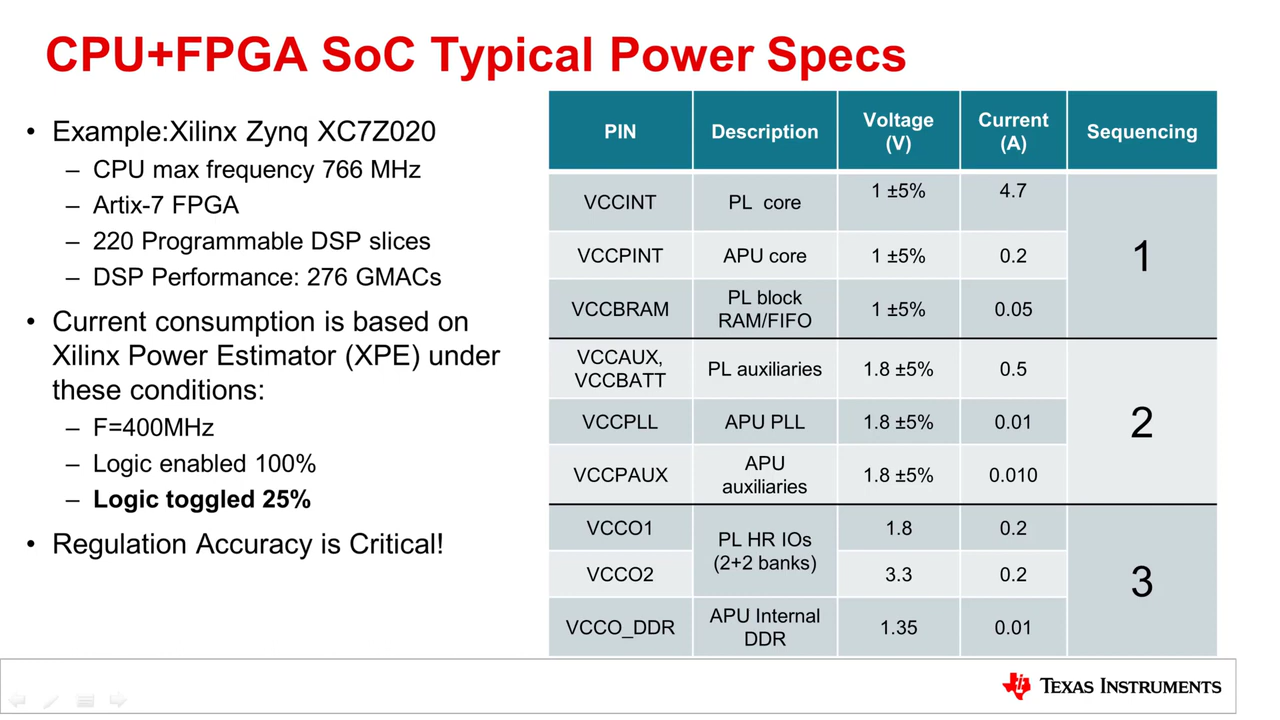 CPU+FPGA SoC Typical Power Specs
• Example:Xilinx Zynq XC7Z020
– CPU max frequency 766 MHz
– Artix-7 FPGA
– 220 Programmable DSP slices
– DSP Performance: 276 GMACs
• Current consumption is based on
Xilinx Power Estimator (XPE) under
these conditions:
– F=400MHz
– Logic enabled 100%
– Logic toggled 25%
• Regulation Accuracy is Critical!
PIN Description Voltage (V) Current (A) Sequencing
VCCINT PL core 1 ±5% 4.7 1
VCCPINT APU core 1 ±5% 0.2
VCCBRAM PL block RAM/FIFO 1 ±5% 0.05
VCCAUX, VCCBATT PL auxiliaries 1.8 ±5% 0.5 2
VCCPLL APU PLL 1.8 ±5% 0.01
VCCPAUX APU auxiliaries 1.8 ±5% 0.010
VCCO1 PL HR IOs (2+2 banks) 1.8 0.2 3
VCCO2 3.3 0.2
VCCO_DDR APU Internal DDR 1.35 0.01
TEXAS INSTRUMENTS